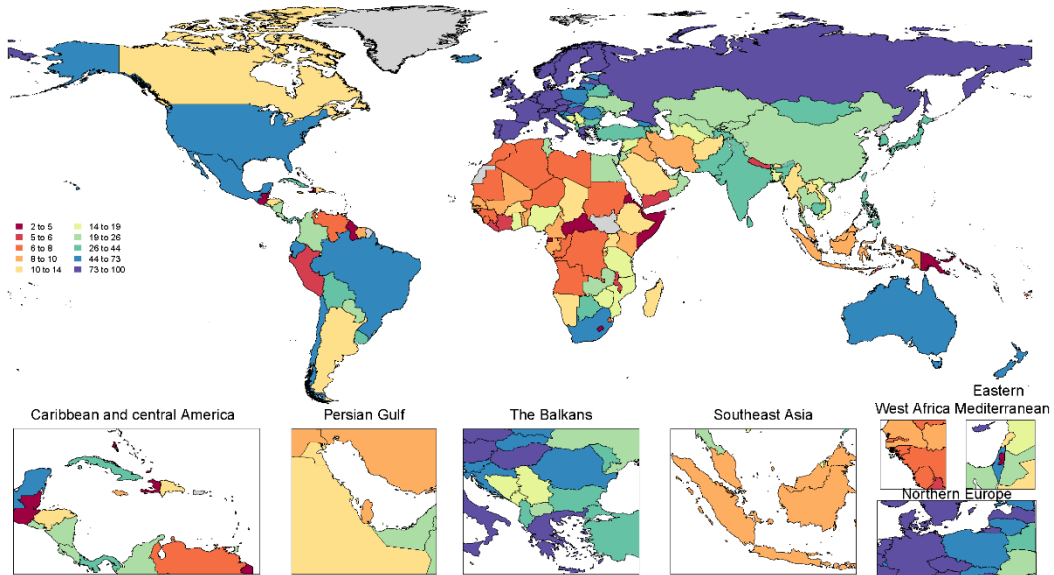 2 to 5
5 to 6
6 to 8
8 to 10
10 to 14
14 to 19
19 to 26
26 to 44
44 to 73
73 to 100
Caribbean and central America
Persian Gulf
The Balkans
Southeast Asia
West Africa
Eastern
Mediterranean
Northern Europe